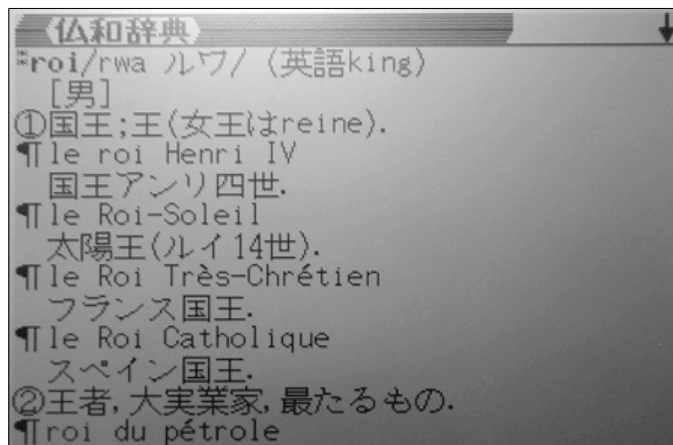 仏和辞典
*roi/rwa ルワ/ (英語king)
[男]
①国王;王(女王はreine).
¶le roi Henri IV
国王アンリ四世.
¶le Roi-Soleil
太陽王(ルイ14世).
¶le Roi Très-Chrétien
フランス国王.
¶le Roi Catholique
スペイン国王.
②王者,大実業家,最たるもの.
¶roi du pétrole